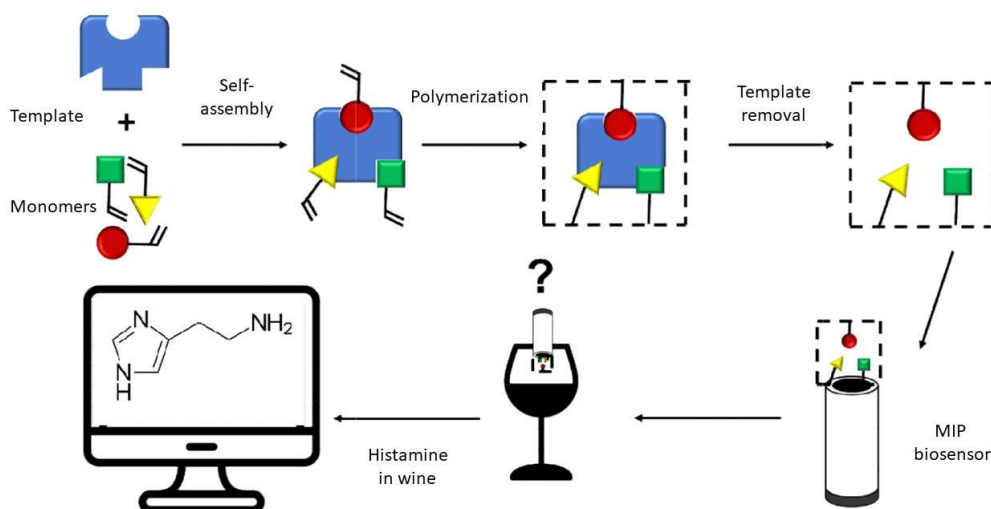 Template
+
Monomers
Self-
assembly
Polymerization
Template
removal
MIP
biosensor
?
Histamine
in wine
N
NH2
N
H